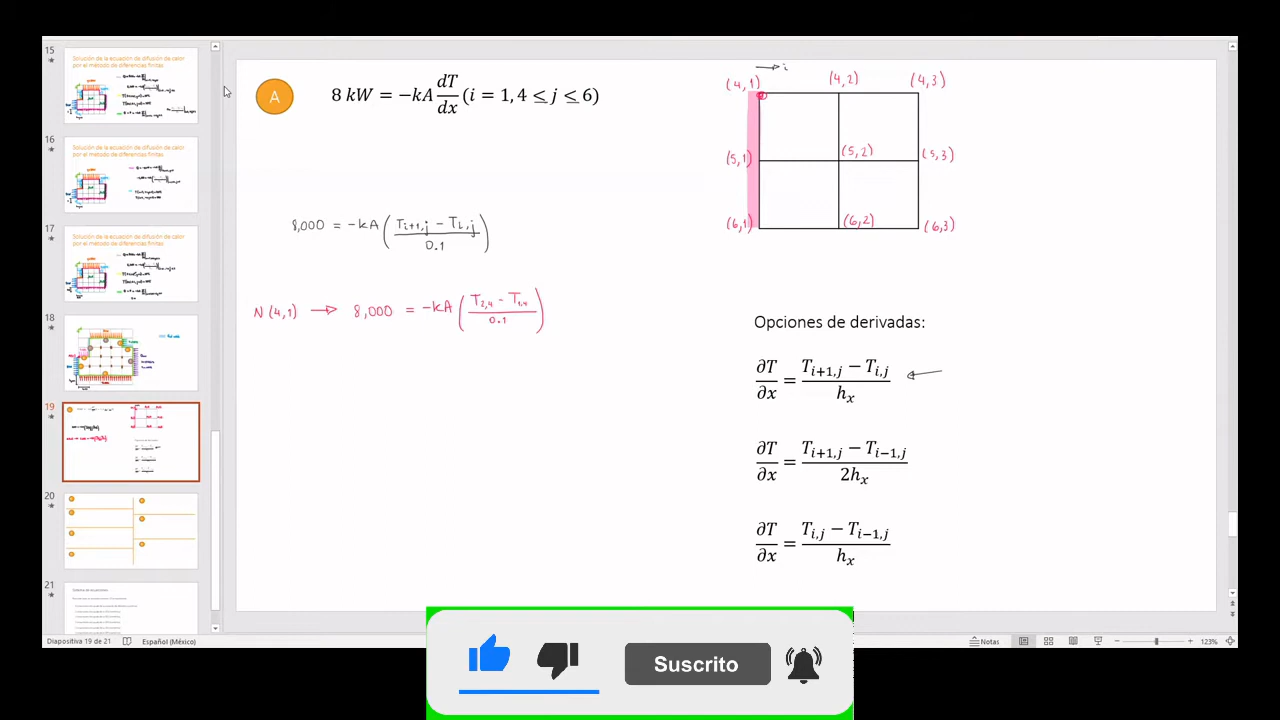 15
Solución de la ecuación de difusión de calor
por el método de diferencias finitas
16
Solución de la ecuación de difusión de calor
por el método de diferencias finitas
17
Solución de la ecuación de difusión de calor
por el método de diferencias finitas
18
19
20
21
Sistema de ecuaciones
A
8 kW = −kA dT/dx (i = 1, 4 ≤ j ≤ 6)
8,000 = −kA ( (T_{i+1,j} − T_{i,j}) / 0.1 )
N (4,1) → 8,000 = −kA ( (T_{2,4} − T_{1,4}) / 0.1 )
→ i
(4,1) (4,2) (4,3)
(5,1) (5,2) (5,3)
(6,1) (6,2) (6,3)
Opciones de derivadas:
∂T/∂x = (T_{i+1,j} − T_{i,j}) / h_x ←
∂T/∂x = (T_{i+1,j} − T_{i−1,j}) / 2h_x
∂T/∂x = (T_{i,j} − T_{i−1,j}) / h_x
Diapositiva 19 de 21 Español (México) Notas 123%
Suscrito